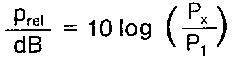 p_rel / dB = 10 log (P_x / P_1)